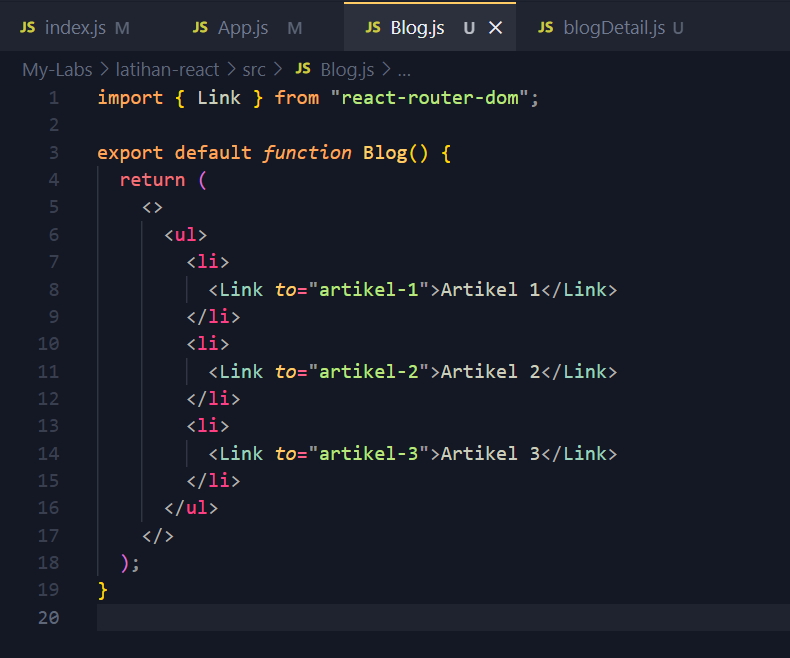 JS index.js M JS App.js M JS Blog.js U × JS blogDetail.js U
My-Labs > latihan-react > src > JS Blog.js > ...
1 import { Link } from "react-router-dom";
2
3 export default function Blog() {
4 return (
5 <>
6 <ul>
7 <li>
8 <Link to="artikel-1">Artikel 1</Link>
9 </li>
10 <li>
11 <Link to="artikel-2">Artikel 2</Link>
12 </li>
13 <li>
14 <Link to="artikel-3">Artikel 3</Link>
15 </li>
16 </ul>
17 </>
18 );
19 }
20